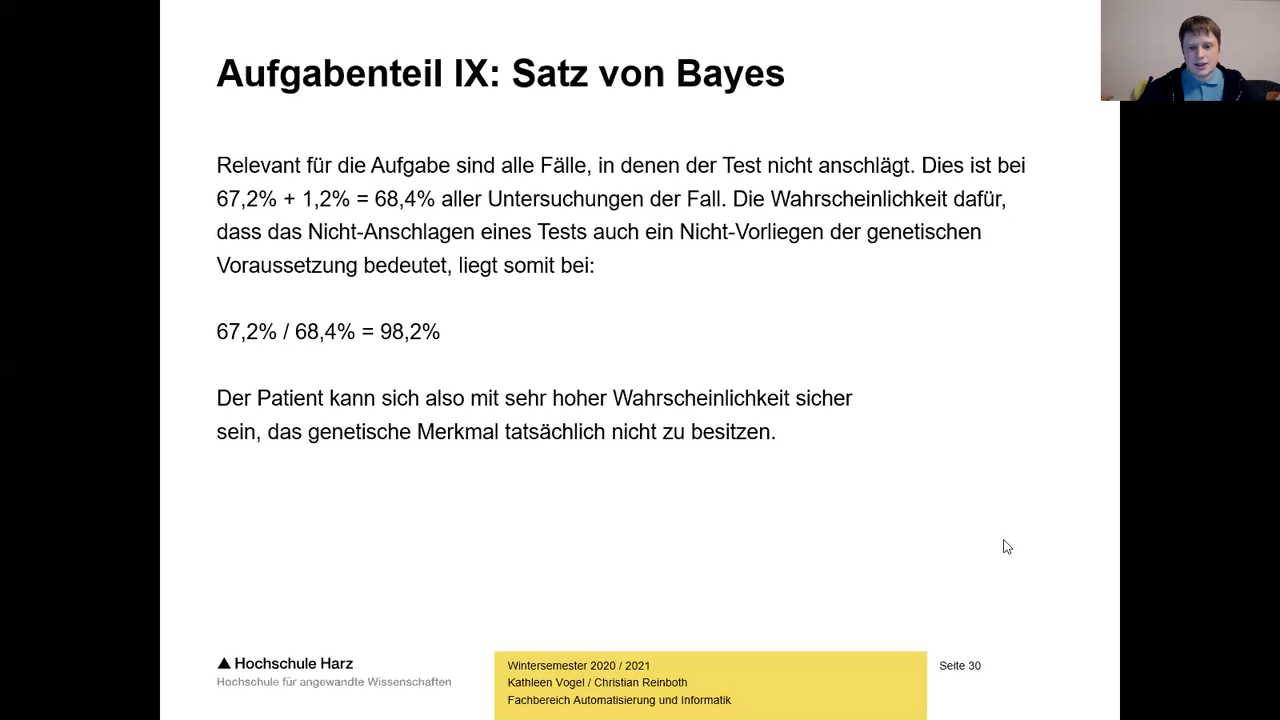 Aufgabenteil IX: Satz von Bayes
Relevant für die Aufgabe sind alle Fälle, in denen der Test nicht anschlägt. Dies ist bei
67,2% + 1,2% = 68,4% aller Untersuchungen der Fall. Die Wahrscheinlichkeit dafür,
dass das Nicht-Anschlagen eines Tests auch ein Nicht-Vorliegen der genetischen
Voraussetzung bedeutet, liegt somit bei:
67,2% / 68,4% = 98,2%
Der Patient kann sich also mit sehr hoher Wahrscheinlichkeit sicher
sein, das genetische Merkmal tatsächlich nicht zu besitzen.
Hochschule Harz
Hochschule für angewandte Wissenschaften
Wintersemester 2020 / 2021
Kathleen Vogel / Christian Reinboth
Fachbereich Automatisierung und Informatik
Seite 30